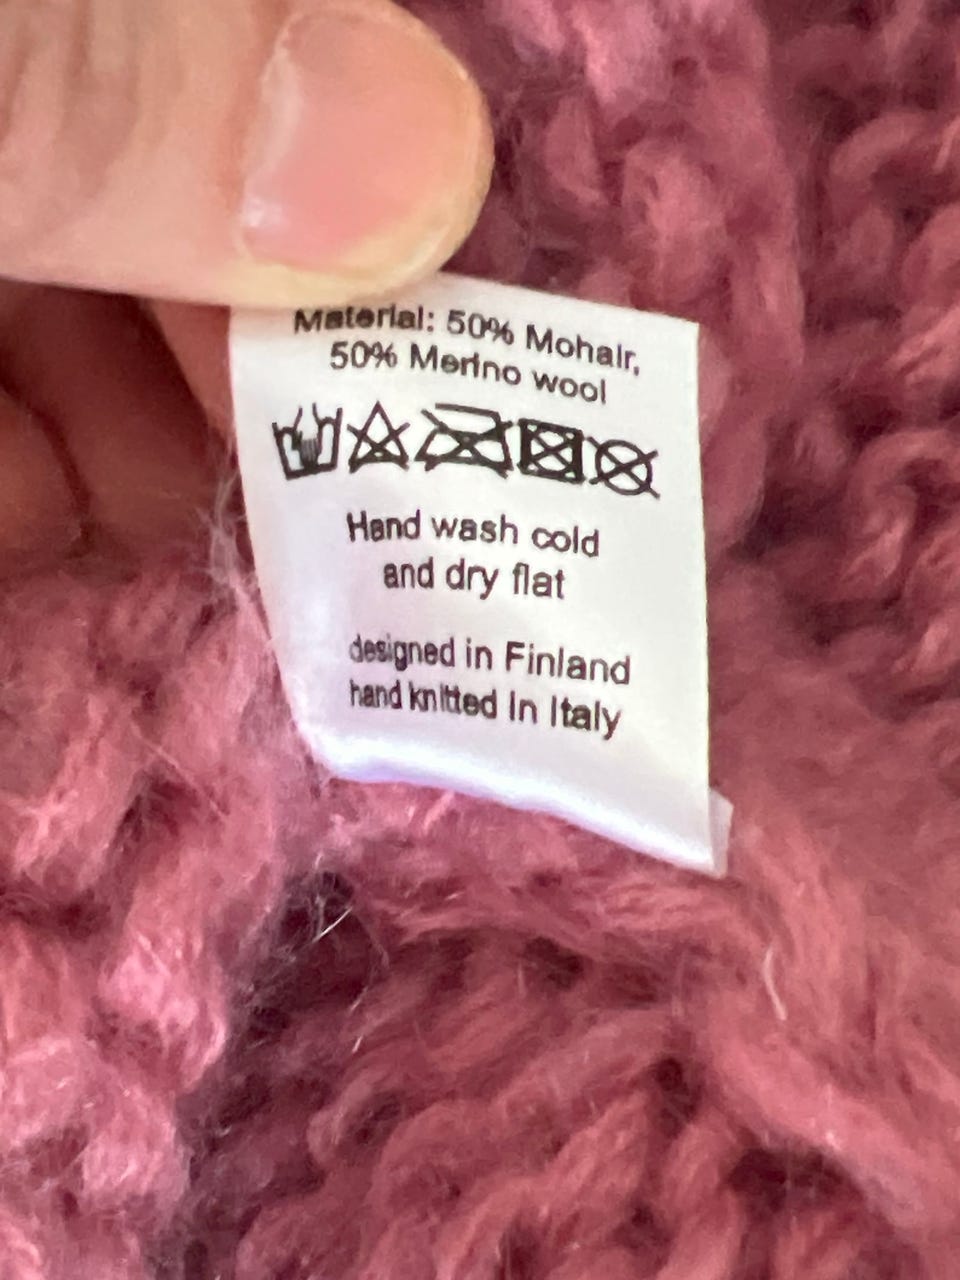 Material: 50% Mohair,
50% Merino wool
Hand wash cold
and dry flat
designed in Finland
hand knitted in Italy